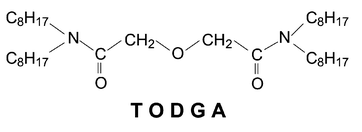 C8H17 C8H17
N CH2 CH2 N
C8H17 C O C C8H17
O O
TODGA